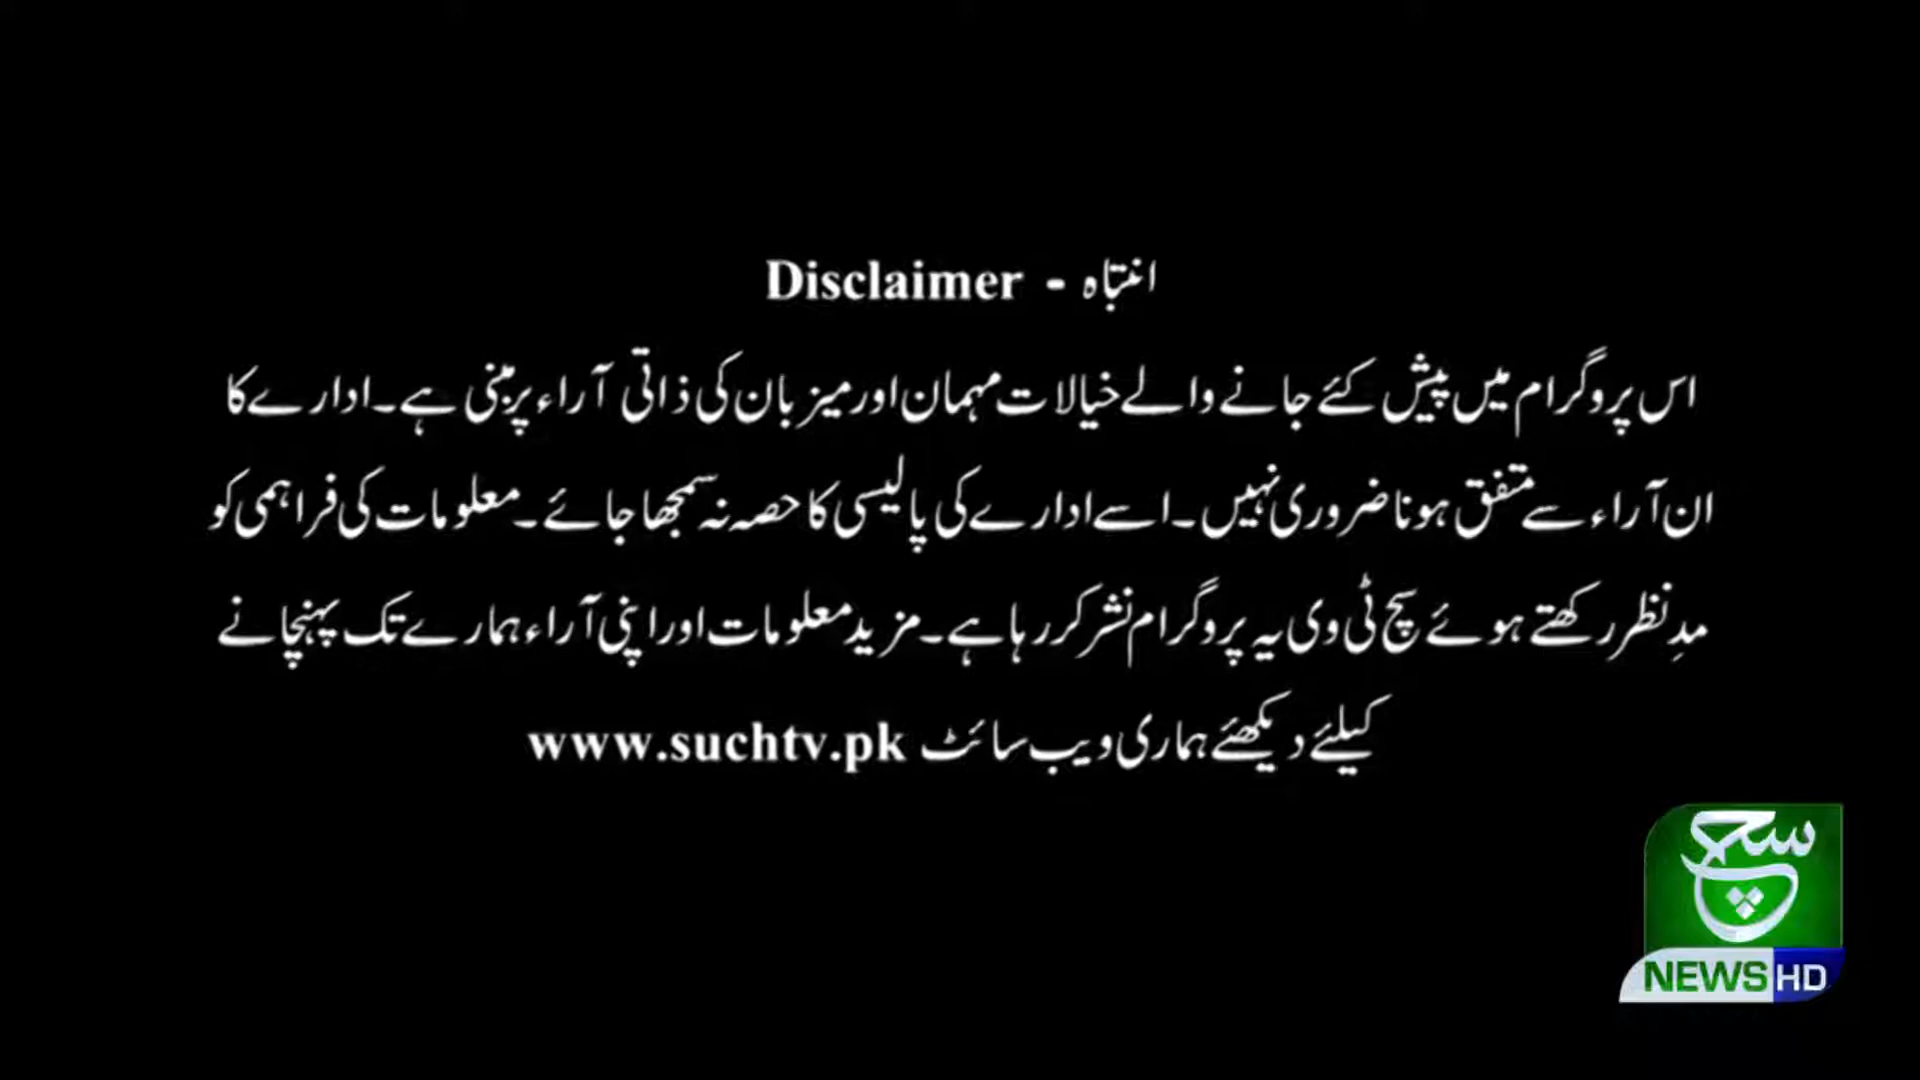 انتباہ - Disclaimer
اس پروگرام میں پیش کئے جانے والے خیالات مہمان اور میزبان کی ذاتی آراء پر مبنی ہے۔ ادارے کا
ان آراء سے متفق ہونا ضروری نہیں۔ اسے ادارے کی پالیسی کا حصہ نہ سمجھا جائے۔ معلومات کی فراہمی کو
مدِنظر رکھتے ہوئے سچ ٹی وی یہ پروگرام نشر کر رہا ہے۔ مزید معلومات اور اپنی آراء ہمارے تک پہنچانے
کیلئے دیکھئے ہماری ویب سائٹ www.suchtv.pk
سچ
NEWS HD